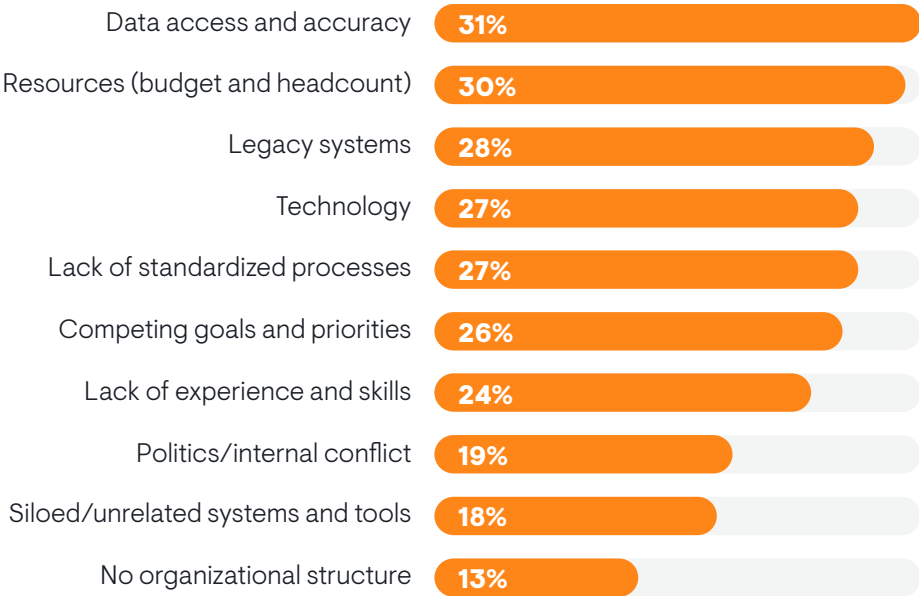 Data access and accuracy 31%
Resources (budget and headcount) 30%
Legacy systems 28%
Technology 27%
Lack of standardized processes 27%
Competing goals and priorities 26%
Lack of experience and skills 24%
Politics/internal conflict 19%
Siloed/unrelated systems and tools 18%
No organizational structure 13%